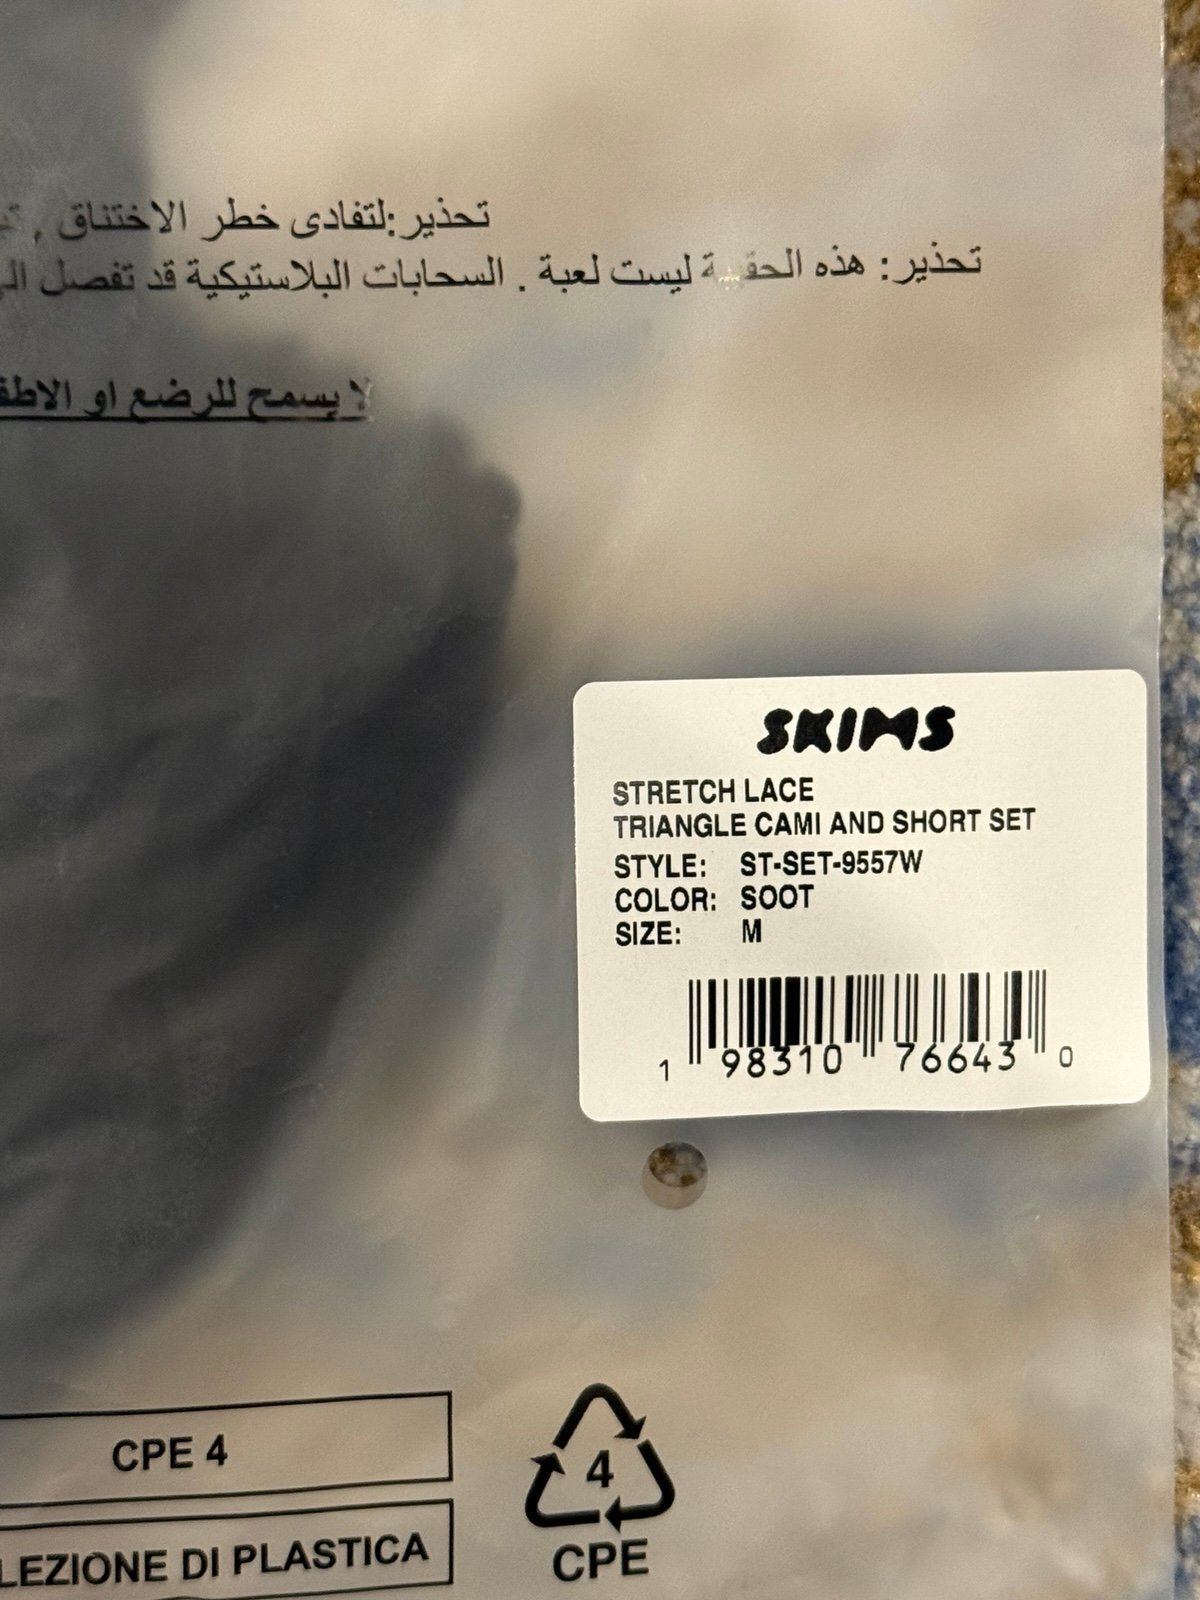 تحذير:لتفادى خطر الاختناق ,
تحذير: هذه الحقيبة ليست لعبة . السحابات البلاستيكية قد تفصل
لا يسمح للرضع او
SKIMS
STRETCH LACE
TRIANGLE CAMI AND SHORT SET
STYLE: ST-SET-9557W
COLOR: SOOT
SIZE: M
1 98310 76643 0
CPE 4
LEZIONE DI PLASTICA
4
CPE